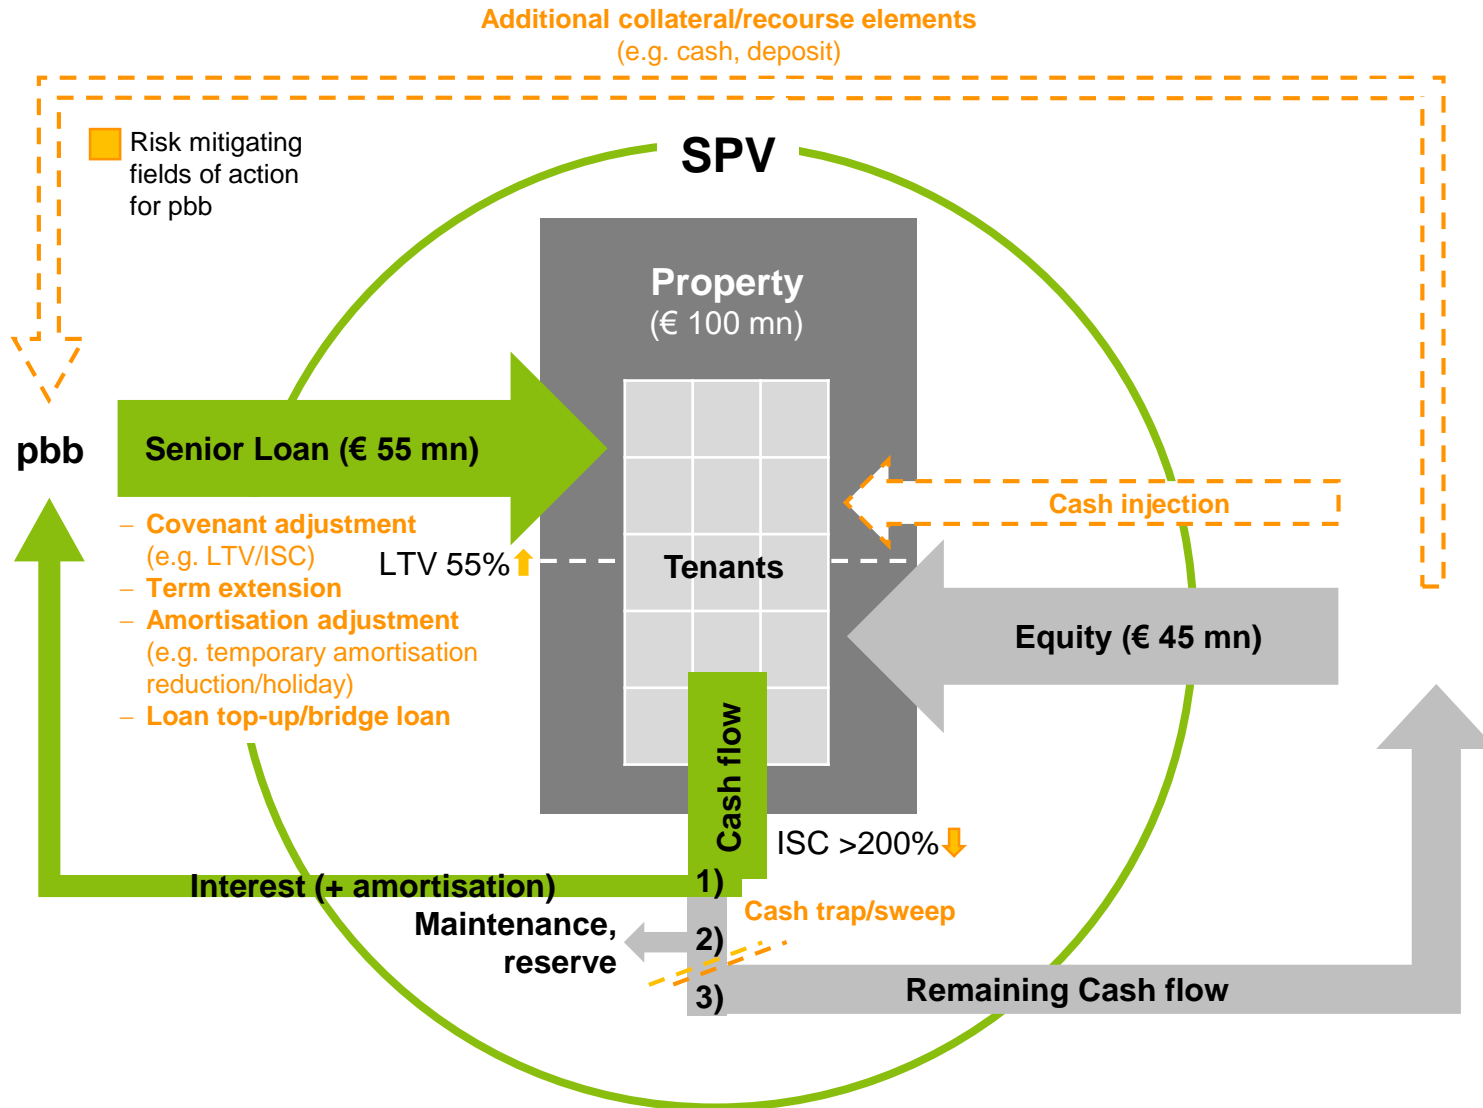 Additional collateral/recourse elements
(e.g. cash, deposit)
Risk mitigating
fields of action
for pbb
SPV
Property
(€ 100 mn)
pbb
Senior Loan (€ 55 mn)
– Covenant adjustment
(e.g. LTV/ISC)
– Term extension
– Amortisation adjustment
(e.g. temporary amortisation
reduction/holiday)
– Loan top-up/bridge loan
LTV 55%
Tenants
Cash injection
Equity (€ 45 mn)
Cash flow
ISC >200%
1)
Interest (+ amortisation)
Cash trap/sweep
Maintenance,
reserve
2)
3)
Remaining Cash flow